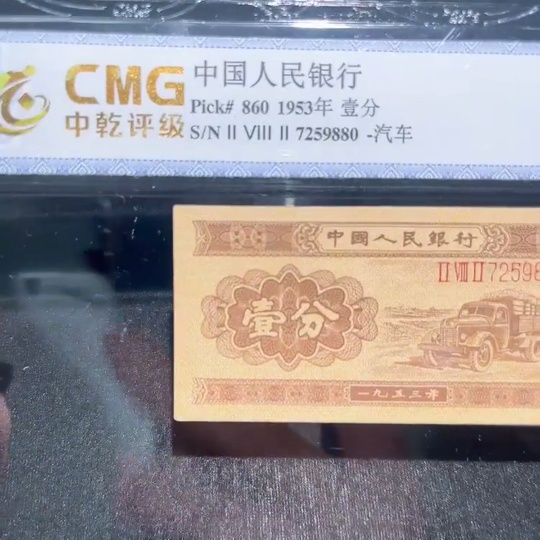 CMG
中乾评级
中国人民银行
Pick# 860 1953年 壹分
S/N II VIII II 7259880 -汽车
中國人民銀行
II VIII II 72598
壹分
一九五三年